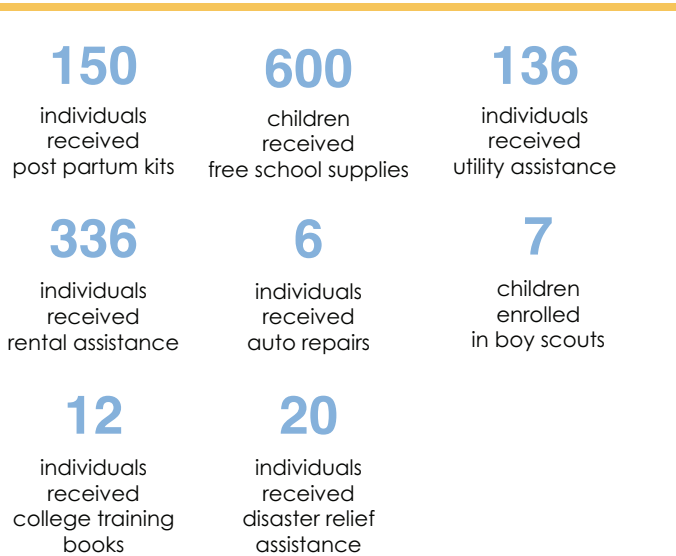 150
individuals
received
post partum kits
600
children
received
free school supplies
136
individuals
received
utility assistance
336
individuals
received
rental assistance
6
individuals
received
auto repairs
7
children
enrolled
in boy scouts
12
individuals
received
college training
books
20
individuals
received
disaster relief
assistance